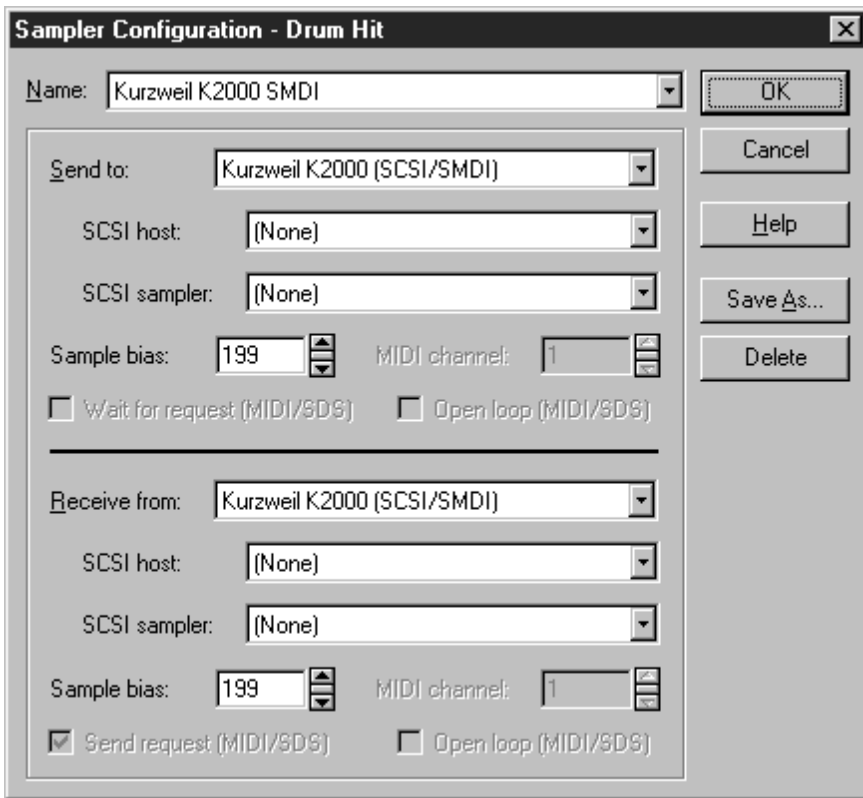 Sampler Configuration - Drum Hit
Name: Kurzweil K2000 SMDI
OK
Cancel
Help
Save As...
Delete
Send to: Kurzweil K2000 (SCSI/SMDI)
SCSI host: (None)
SCSI sampler: (None)
Sample bias: 199 MIDI channel: 1
Wait for request (MIDI/SDS) Open loop (MIDI/SDS)
Receive from: Kurzweil K2000 (SCSI/SMDI)
SCSI host: (None)
SCSI sampler: (None)
Sample bias: 199 MIDI channel: 1
Send request (MIDI/SDS) Open loop (MIDI/SDS)